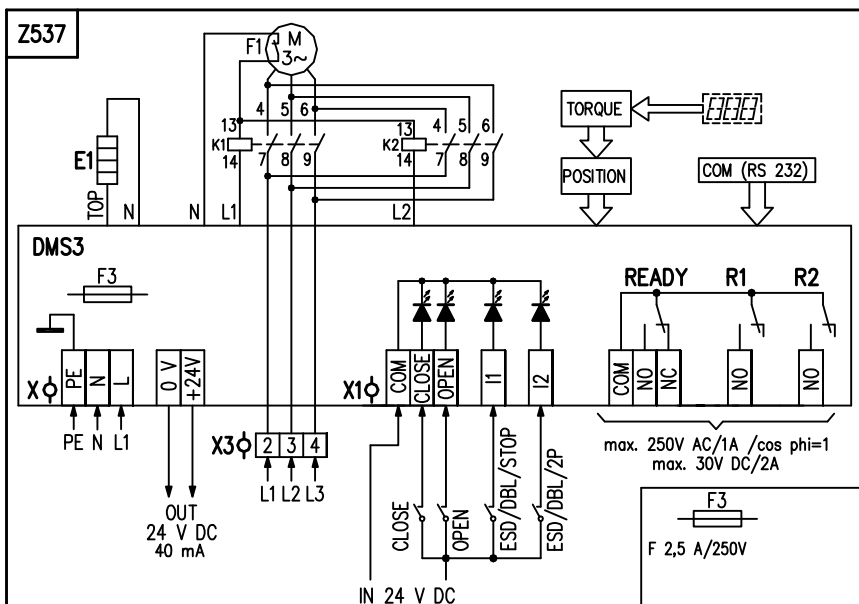 Z537
F1
M
3~
4 5 6
13
K1
14
7 8 9
13
K2
14
4 5 6
7 8 9
TORQUE
POSITION
COM (RS 232)
E1
TOP
N
N
L1
L2
DMS3
F3
READY R1 R2
X
PE
N
L
0 V
+24V
X1
COM
CLOSE
OPEN
I1
I2
COM
NO
NC
NO
NO
PE N L1
X3
2 3 4
L1 L2 L3
OUT
24 V DC
40 mA
CLOSE
OPEN
ESD/DBL/STOP
ESD/DBL/2P
IN 24 V DC
max. 250V AC/1A /cos phi=1
max. 30V DC/2A
F3
F 2,5 A/250V